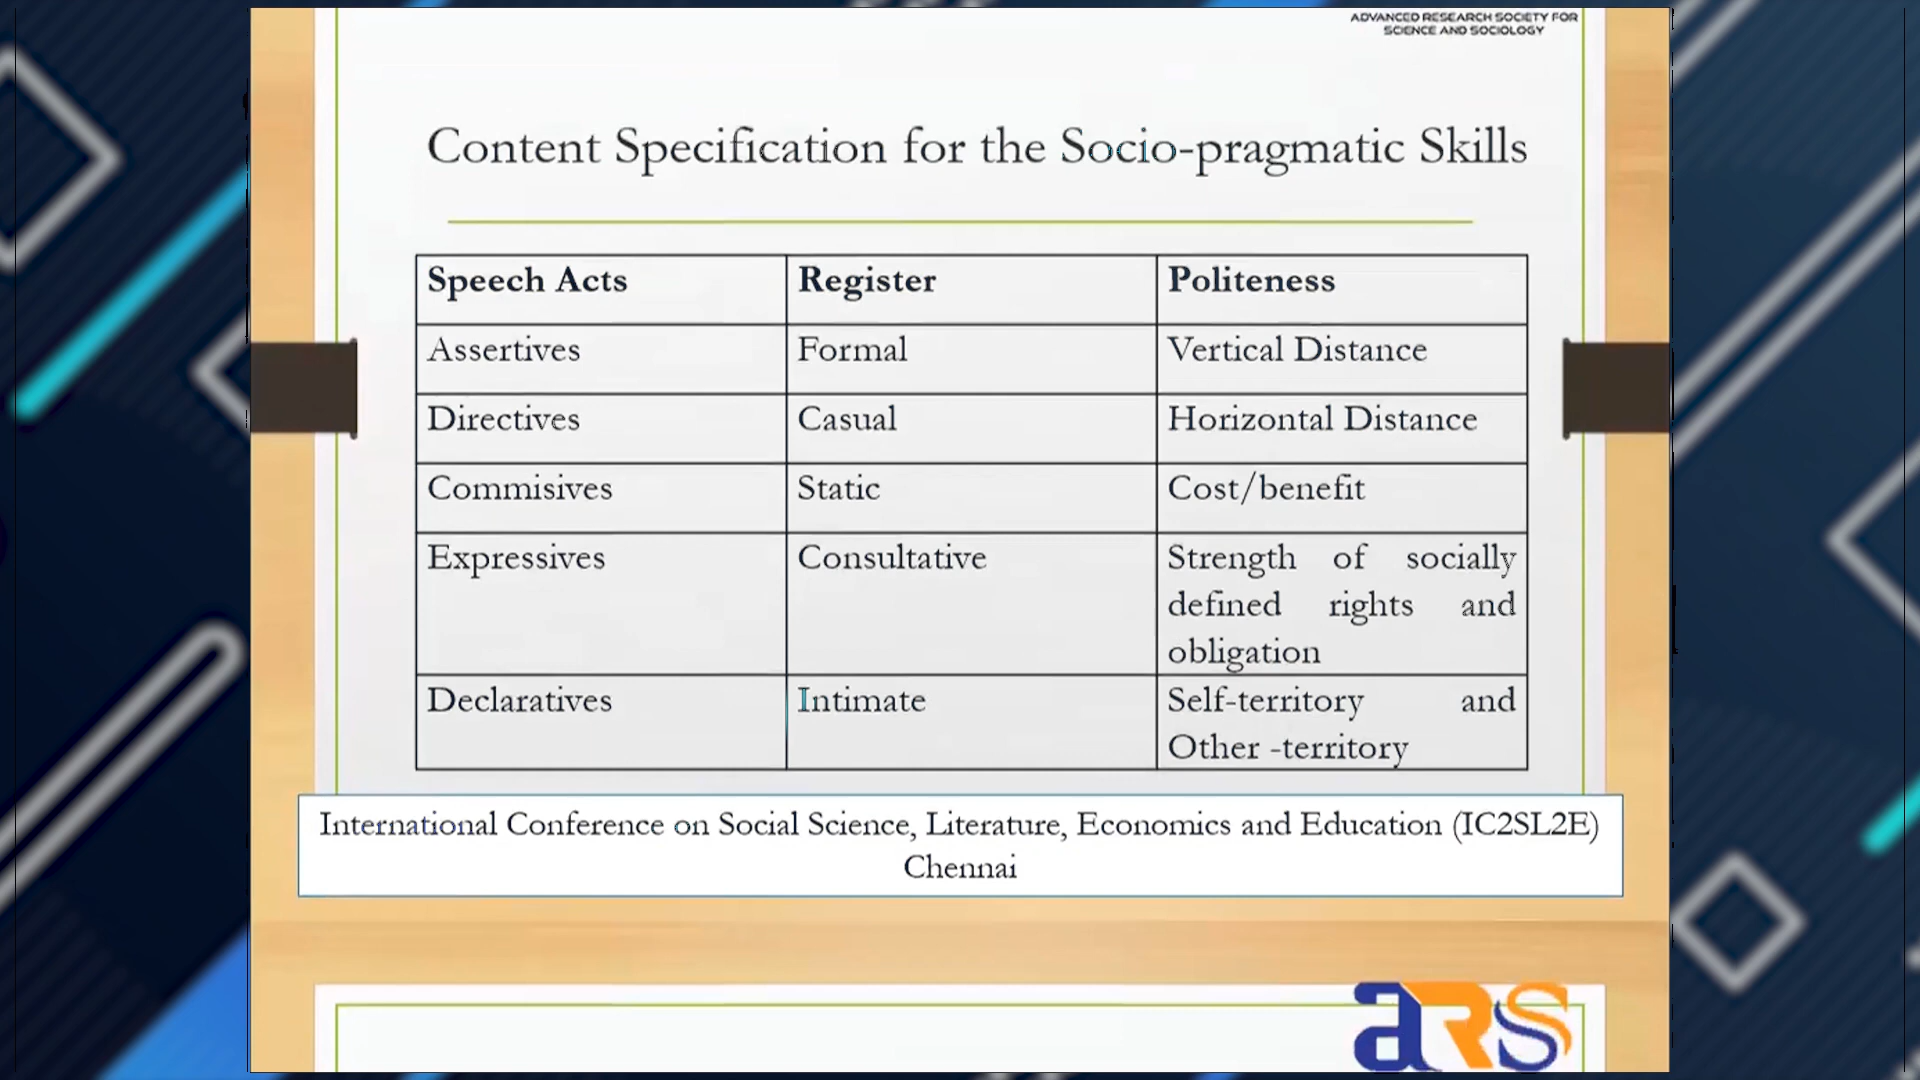 ADVANCED RESEARCH SOCIETY FOR
SCIENCE AND SOCIOLOGY
Content Specification for the Socio-pragmatic Skills
Speech Acts Register Politeness
Assertives Formal Vertical Distance
Directives Casual Horizontal Distance
Commisives Static Cost/benefit
Expressives Consultative Strength of socially
defined rights and
obligation
Declaratives Intimate Self-territory and
Other -territory
International Conference on Social Science, Literature, Economics and Education (IC2SL2E)
Chennai
aRS